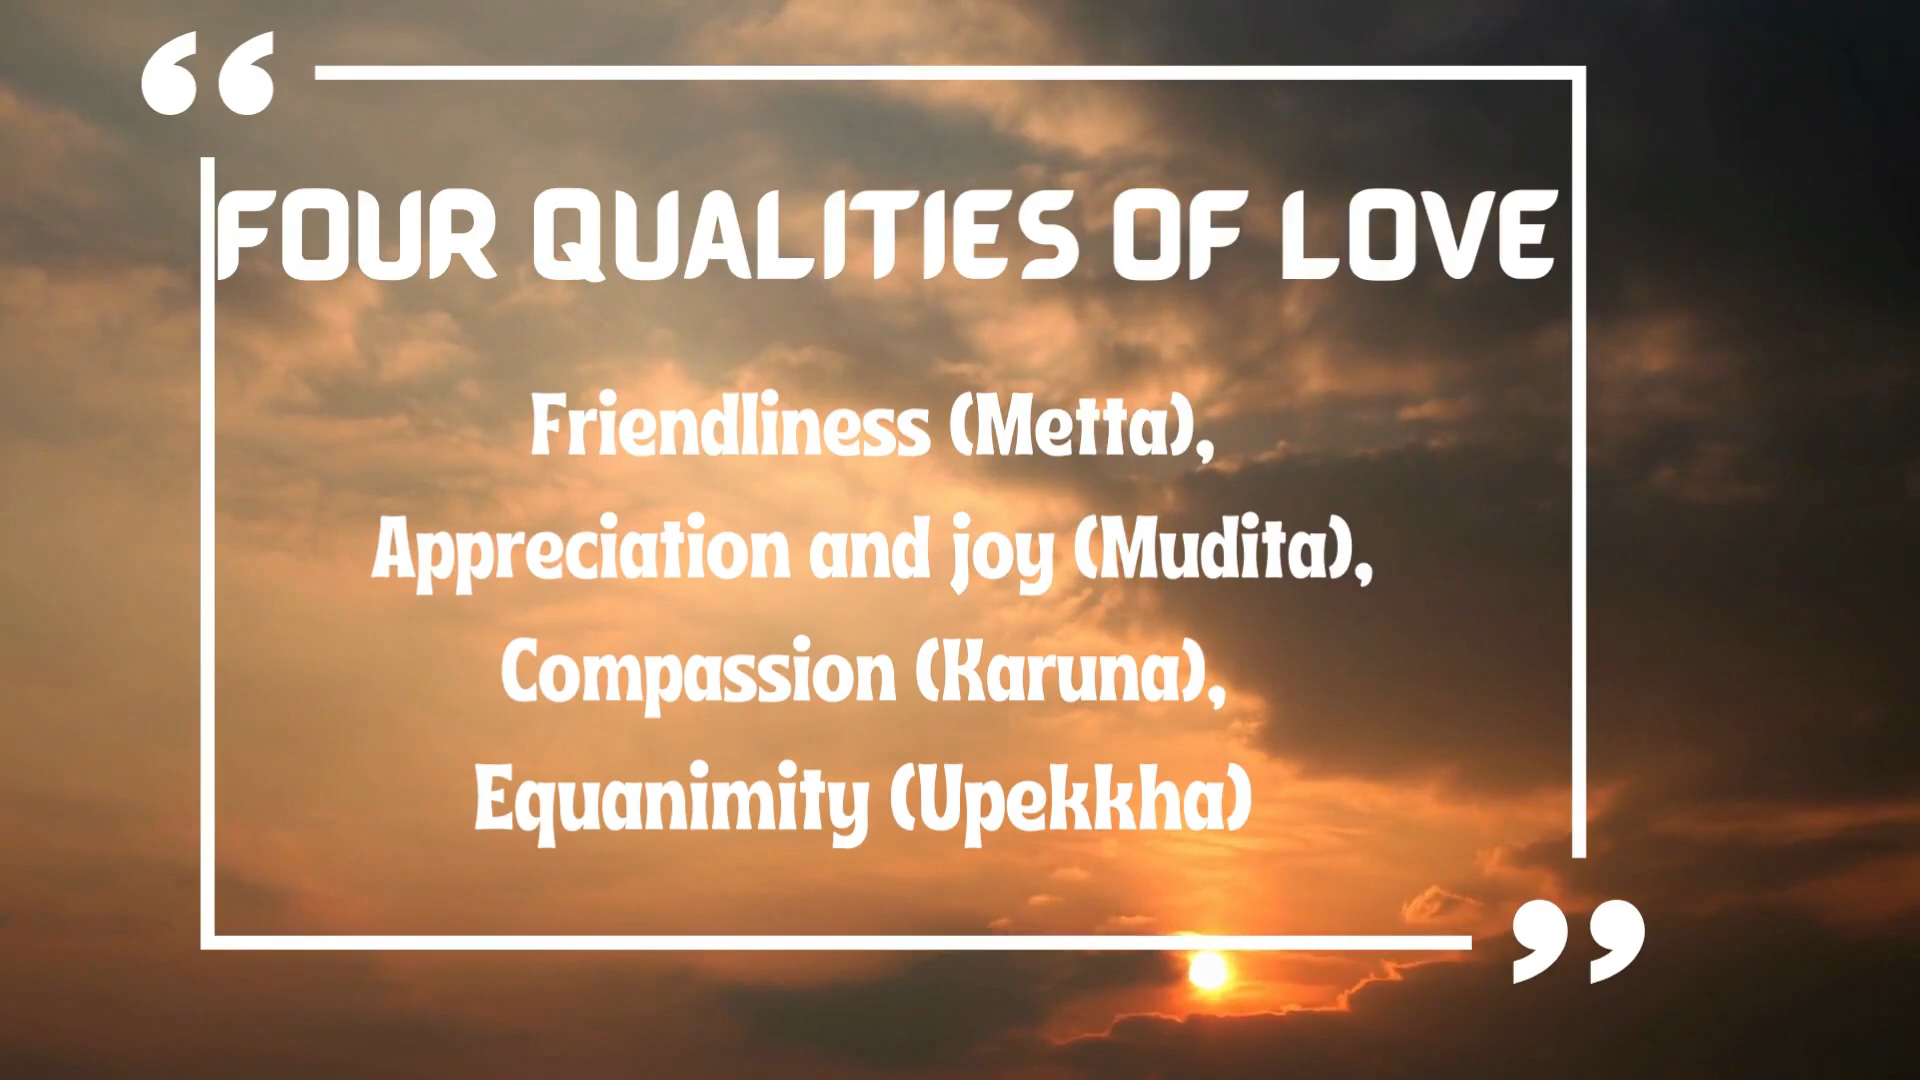 “
FOUR QUALITIES OF LOVE
Friendliness (Metta),
Appreciation and joy (Mudita),
Compassion (Karuna),
Equanimity (Upekkha)
”